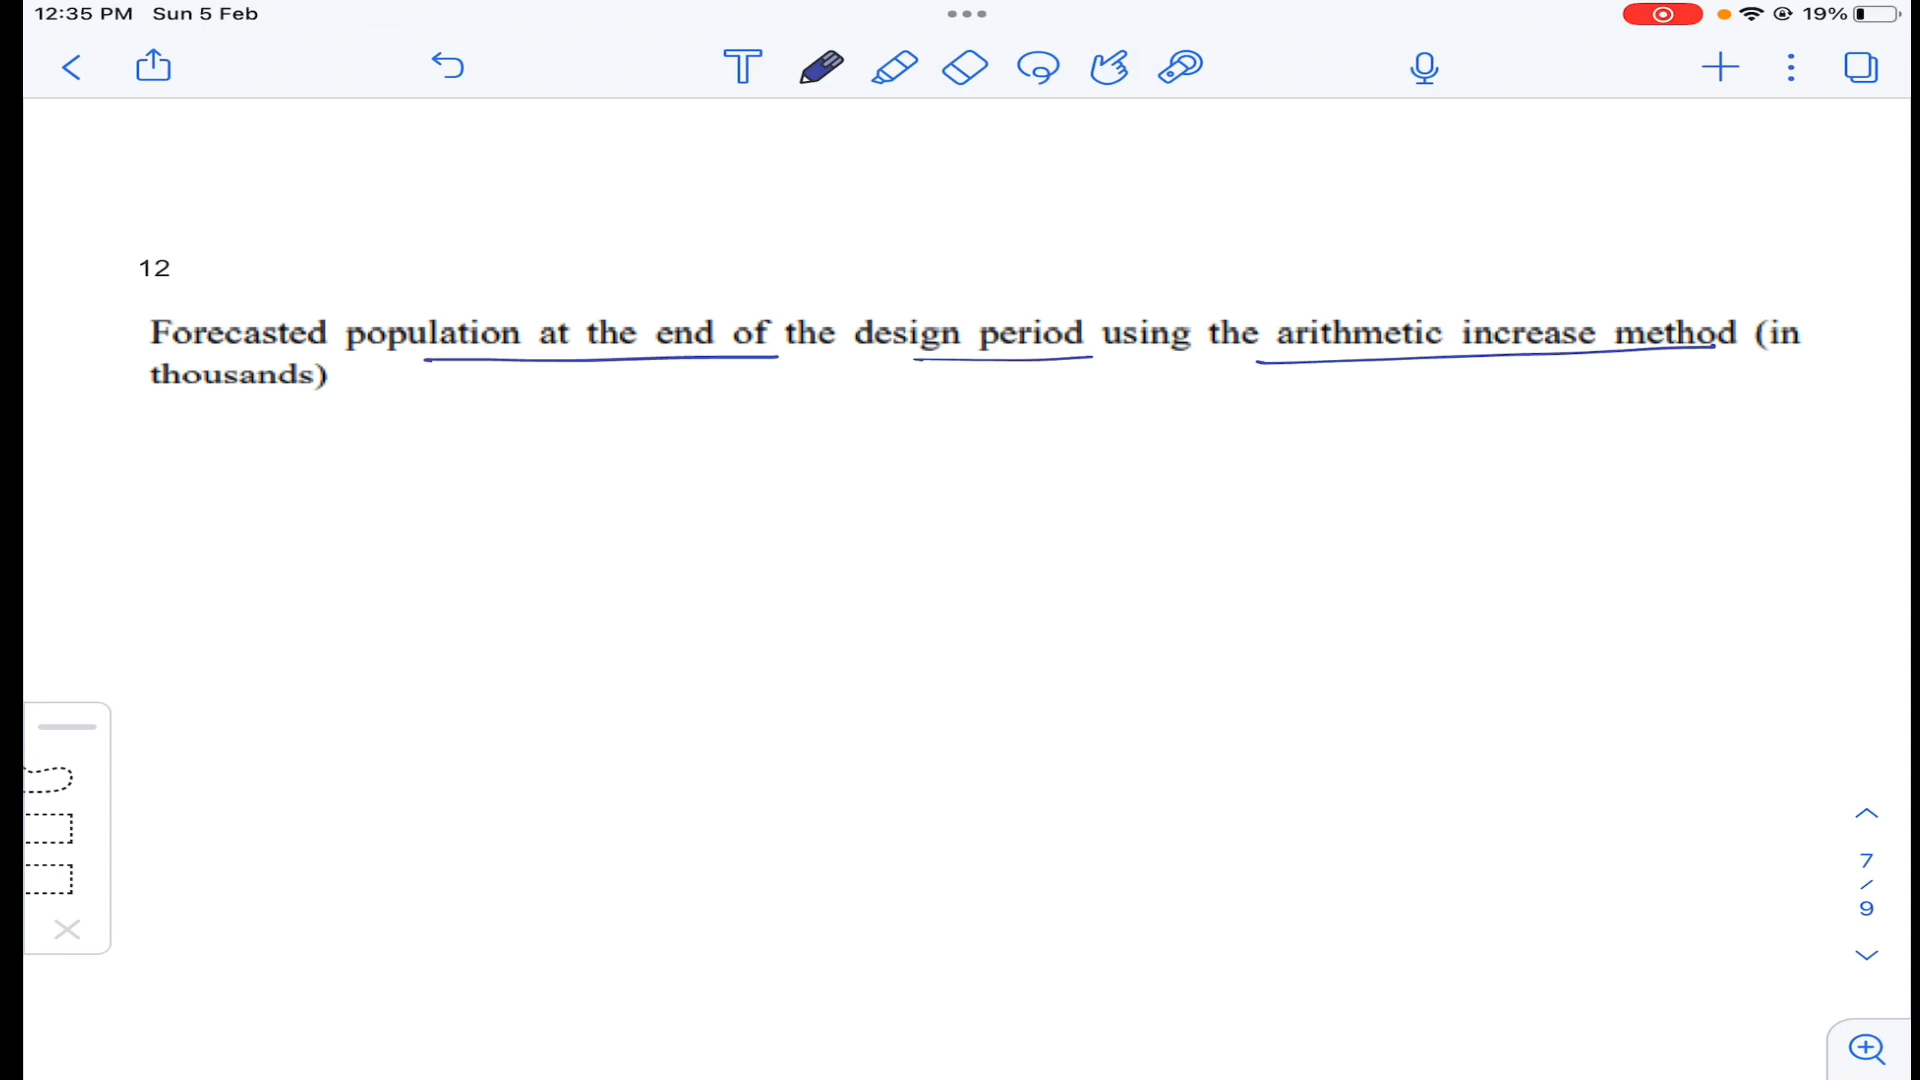 12:35 PM Sun 5 Feb
19%
T
12
Forecasted population at the end of the design period using the arithmetic increase method (in
thousands)
7
/
9